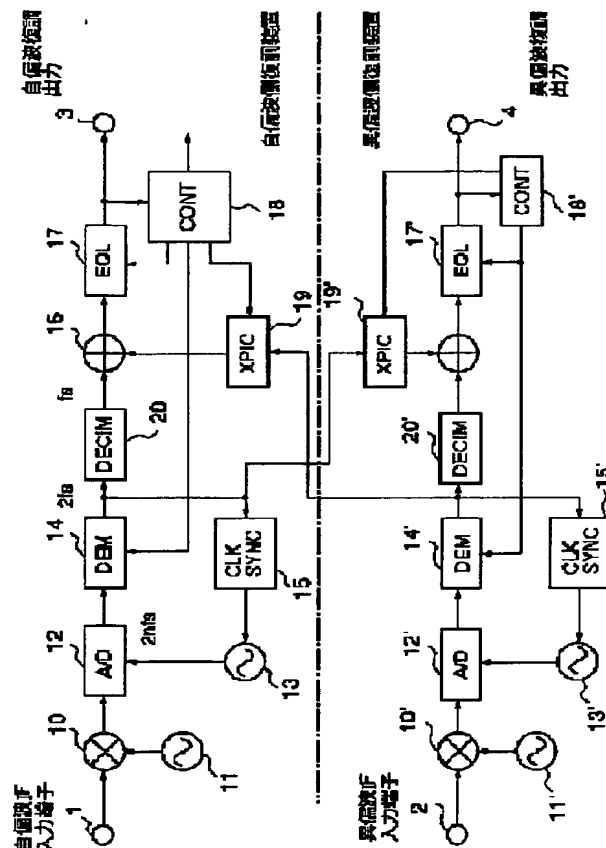 自偏波IF
入力端子
1
10
11
12
A/D
2nfs
13
14
DEM
2fs
CLK
SYNC
15
DECIM
20
fs
16
17
EQL
CONT
18
XPIC
19
3
自偏波復調
出力
自偏波側復調装置
異偏波側復調装置
異偏波IF
入力端子
2
10'
11'
12'
A/D
13'
14'
DEM
CLK
SYNC
15'
DECIM
20'
XPIC
19'
17'
EQL
CONT
18'
4
異偏波復調
出力